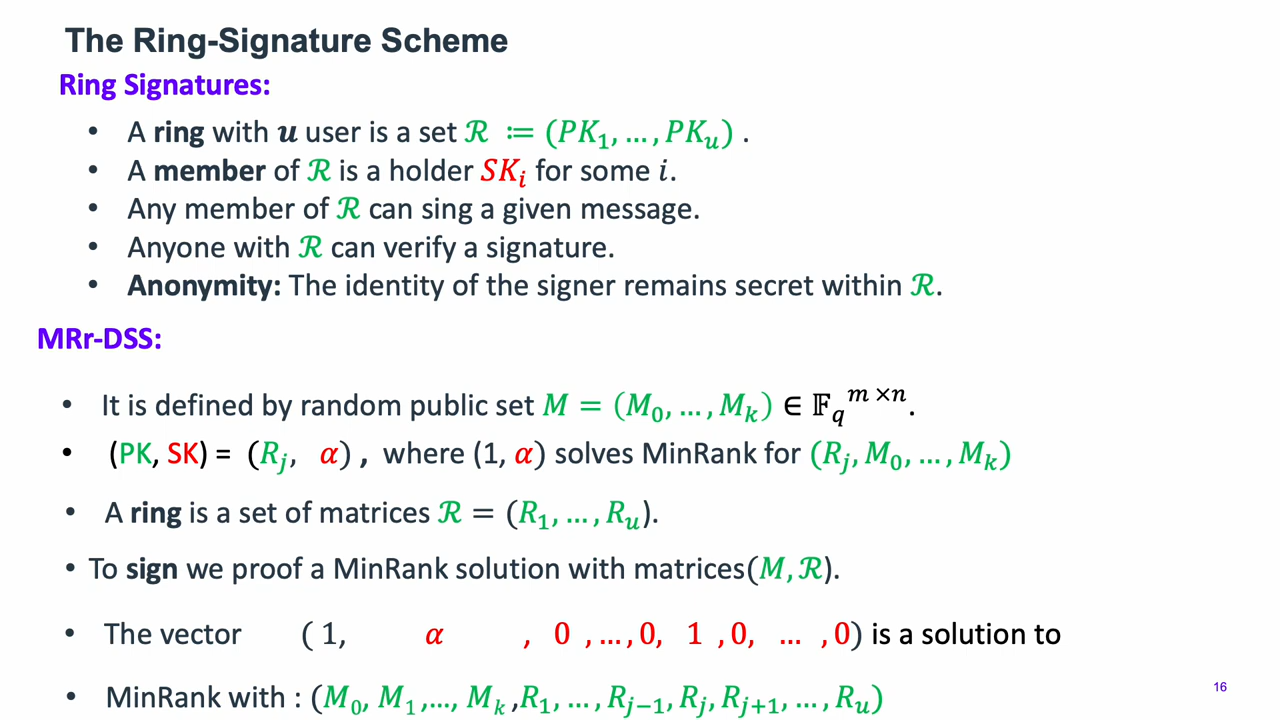 The Ring-Signature Scheme
Ring Signatures:
• A ring with 𝒖 user is a set ℛ ≔ (𝑃𝐾₁, … , 𝑃𝐾ᵤ) .
• A member of ℛ is a holder 𝑆𝐾ᵢ for some 𝑖.
• Any member of ℛ can sing a given message.
• Anyone with ℛ can verify a signature.
• Anonymity: The identity of the signer remains secret within ℛ.
MRr-DSS:
• It is defined by random public set 𝑀 = (𝑀₀, … , 𝑀ₖ) ∈ 𝔽_q^{m ×n}.
• (PK, SK) = (𝑅ⱼ, 𝛼) , where (1, 𝛼) solves MinRank for (𝑅ⱼ, 𝑀₀, … , 𝑀ₖ)
• A ring is a set of matrices ℛ = (𝑅₁, … , 𝑅ᵤ).
• To sign we proof a MinRank solution with matrices(𝑀, ℛ).
• The vector ( 1, 𝛼 , 0 , … , 0, 1 , 0, … , 0) is a solution to
• MinRank with : (𝑀₀, 𝑀₁ ,…, 𝑀ₖ ,𝑅₁, … , 𝑅ⱼ₋₁, 𝑅ⱼ, 𝑅ⱼ₊₁, … , 𝑅ᵤ)
16